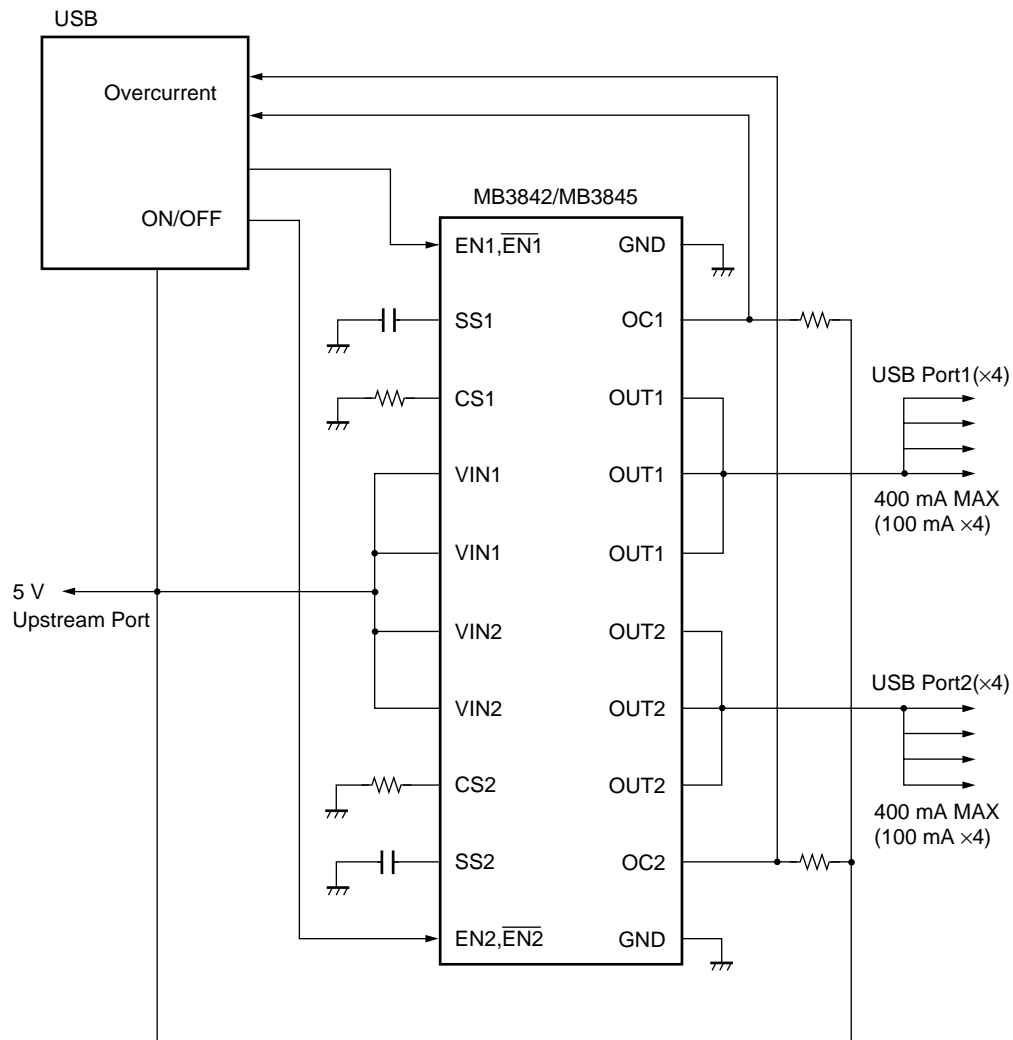 USB
Overcurrent
ON/OFF
MB3842/MB3845
EN1,E̅N̅1̅ GND
SS1 OC1
CS1 OUT1
VIN1 OUT1
VIN1 OUT1
VIN2 OUT2
VIN2 OUT2
CS2 OUT2
SS2 OC2
EN2,E̅N̅2̅ GND
5 V
Upstream Port
USB Port1(×4)
400 mA MAX
(100 mA ×4)
USB Port2(×4)
400 mA MAX
(100 mA ×4)